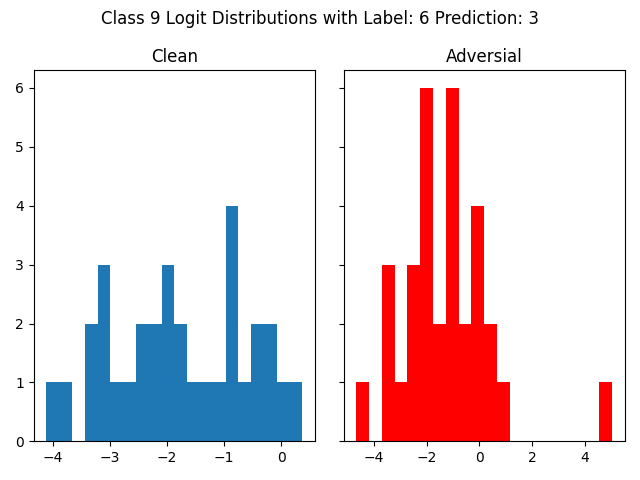 Class 9 Logit Distributions with Label: 6 Prediction: 3
Clean
Adversial
6
5
4
3
2
1
0
−4 −3 −2 −1 0
−4 −2 0 2 4